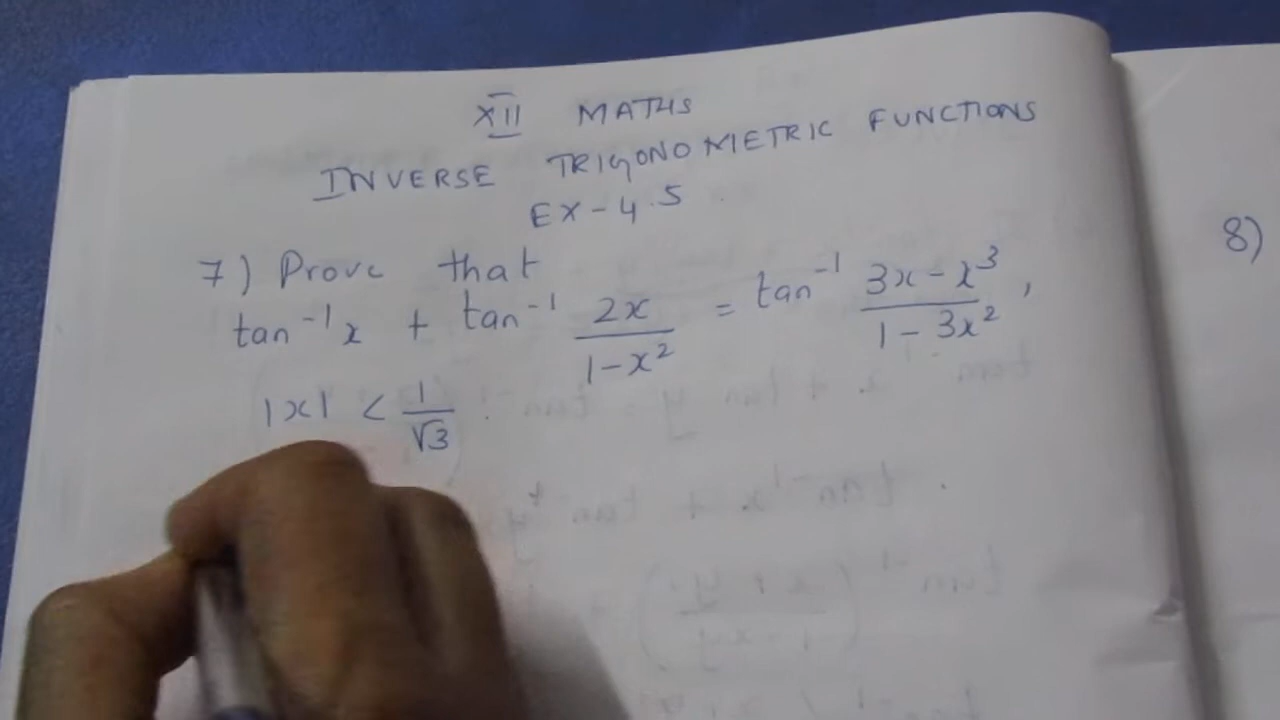 XII MATHS
INVERSE TRIGONOMETRIC FUNCTIONS
EX-4.5
7) Prove that
tan⁻¹x + tan⁻¹ 2x/(1-x²) = tan⁻¹ (3x-x³)/(1-3x²),
|x| < 1/√3.
8)